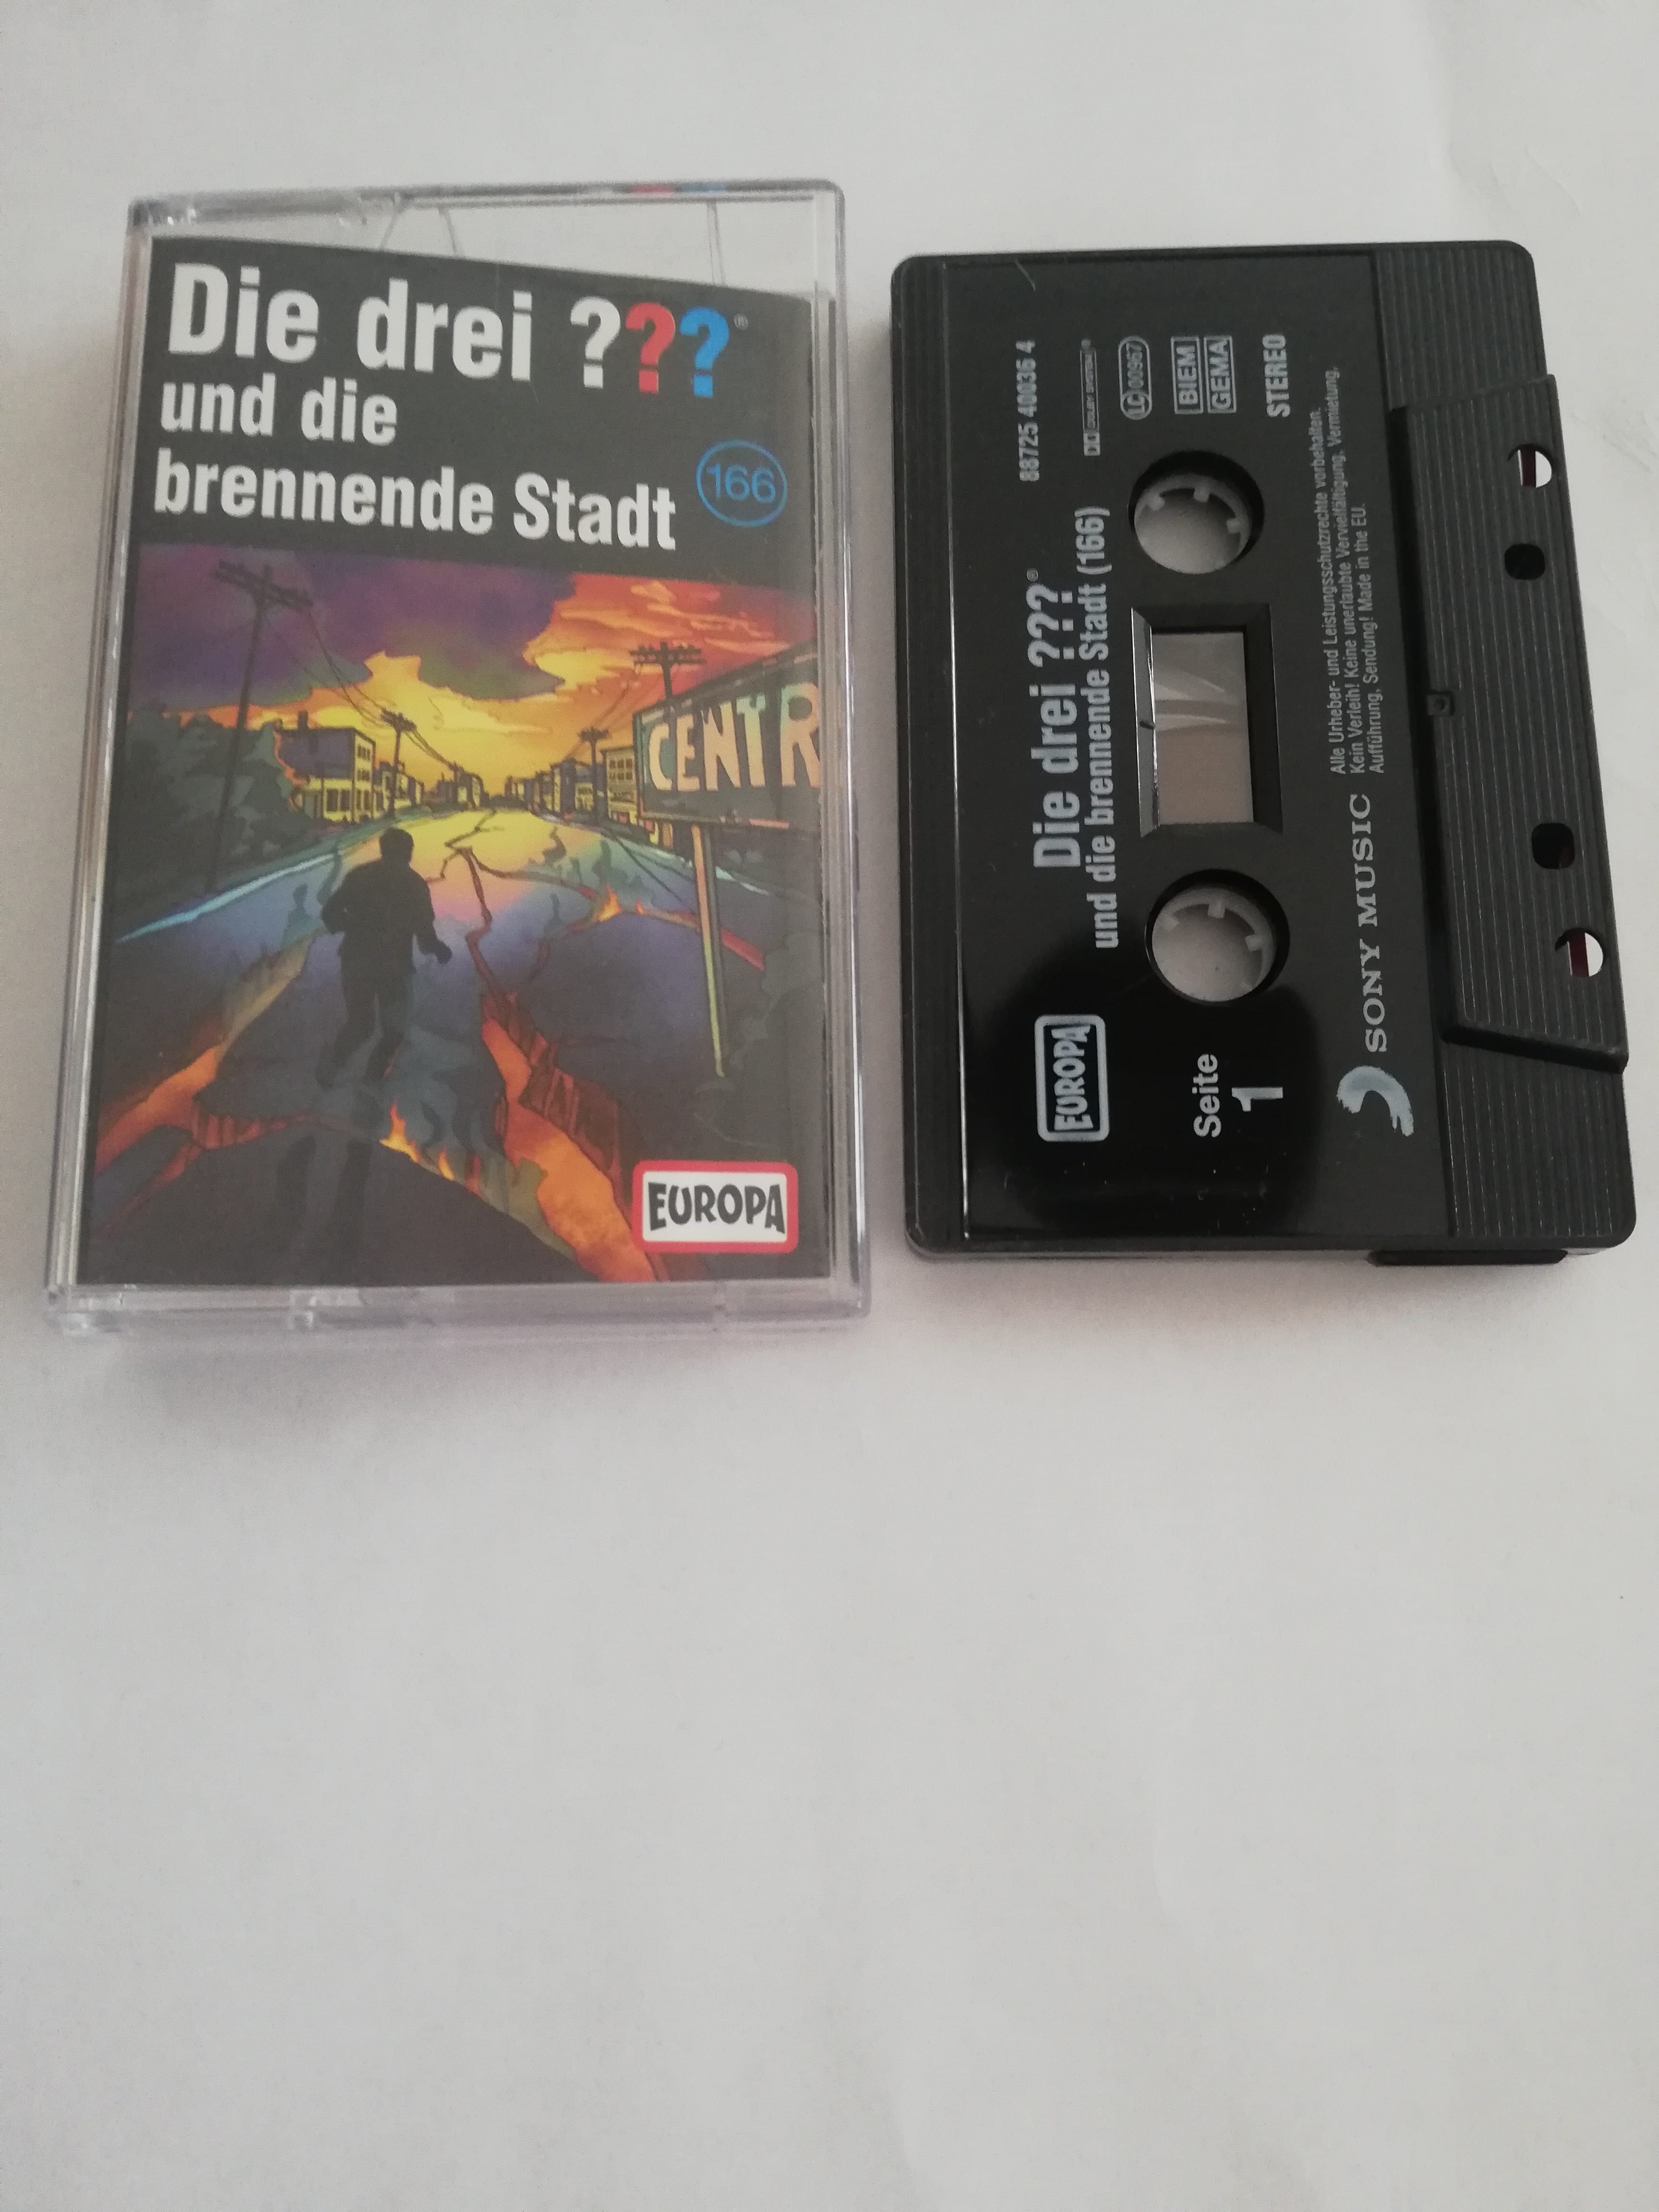 Die drei ???®
und die
brennende Stadt
166
CENTR
EUROPA
88725 40036 4
DOLBY SYSTEM®
LC 00967
BIEM
GEMA
STEREO
Die drei ???®
und die brennende Stadt (166)
EUROPA
Seite
1
SONY MUSIC
Alle Urheber- und Leistungsschutzrechte vorbehalten.
Kein Verleih! Keine unerlaubte Vervielfältigung, Vermietung,
Aufführung, Sendung! Made in the EU.